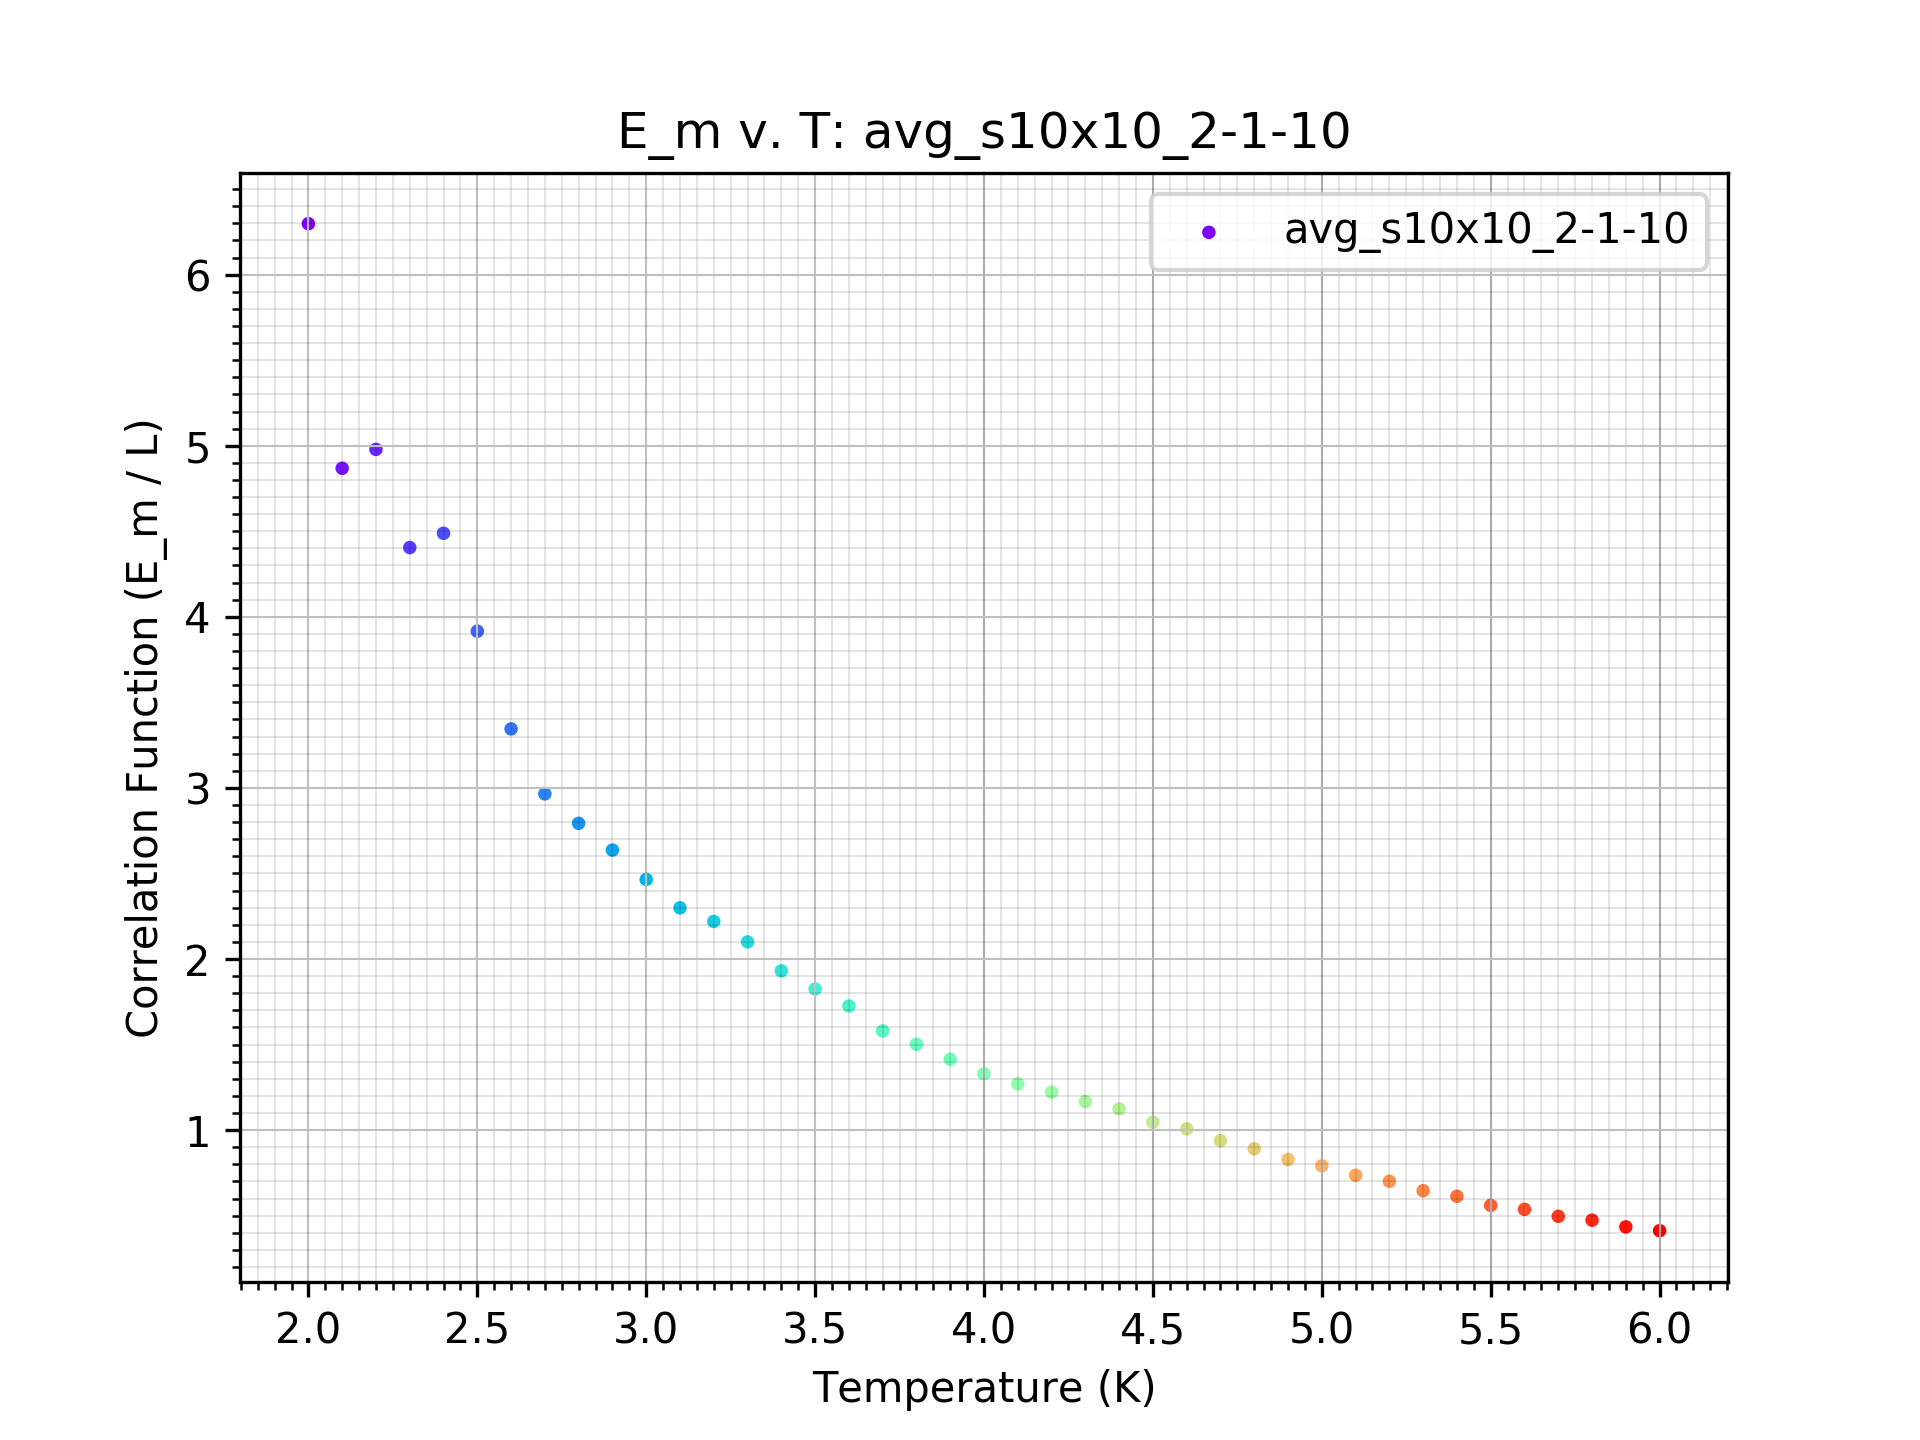 E_m v. T: avg_s10x10_2-1-10
avg_s10x10_2-1-10
6
5
4
3
2
1
Correlation Function (E_m / L)
2.0 2.5 3.0 3.5 4.0 4.5 5.0 5.5 6.0
Temperature (K)